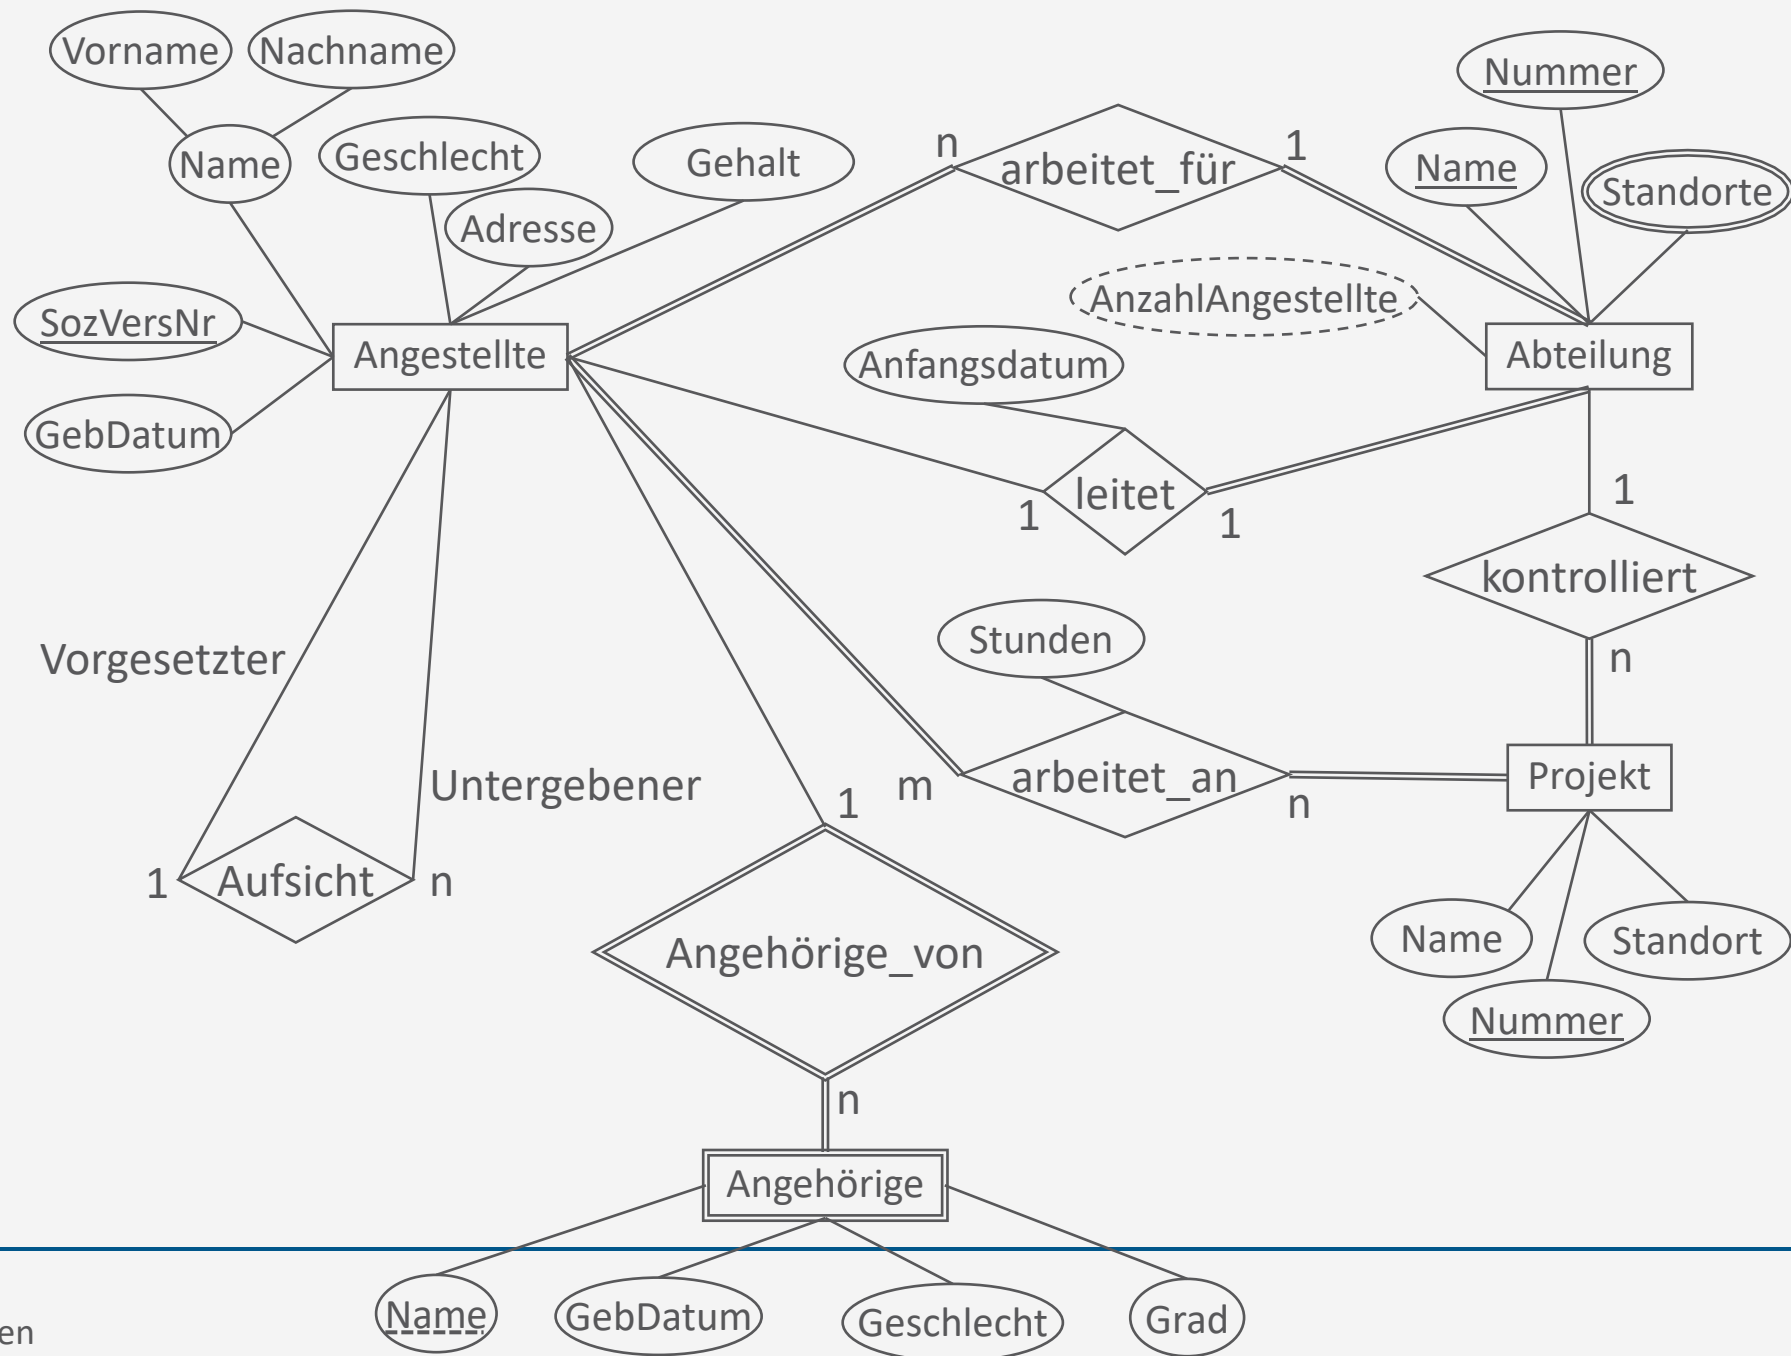 Vorname
Nachname
Name
Geschlecht
Gehalt
Adresse
SozVersNr
GebDatum
Angestellte
n
arbeitet_für
1
Nummer
Name
Standorte
AnzahlAngestellte
Abteilung
Anfangsdatum
1
leitet
1
1
kontrolliert
n
Vorgesetzter
Untergebener
1
Aufsicht
n
Stunden
m
arbeitet_an
n
Projekt
Name
Standort
Nummer
1
Angehörige_von
n
Angehörige
Name
GebDatum
Geschlecht
Grad
en